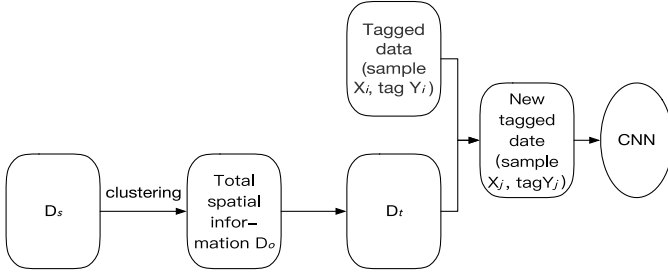 Tagged
data
(sample
Xi, tag Yi)
New
tagged
date
(sample
Xj, tagYj)
CNN
Ds
clustering
Total
spatial
infor-
mation Do
Dt